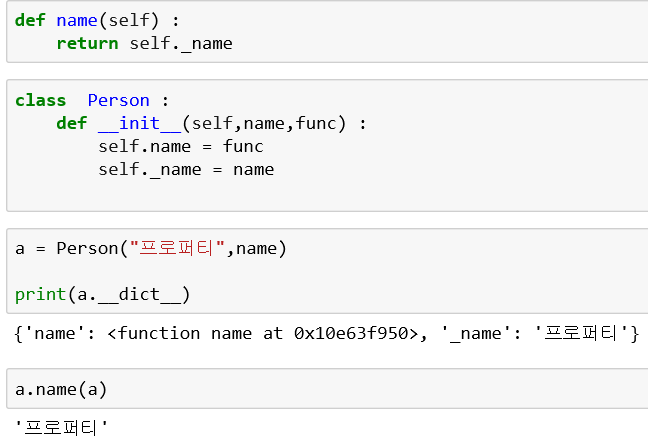 def name(self) :
    return self._name
class  Person :
    def __init__(self,name,func) :
        self.name = func
        self._name = name
a = Person("프로퍼티",name)
print(a.__dict__)
{'name': <function name at 0x10e63f950>, '_name': '프로퍼티'}
a.name(a)
'프로퍼티'